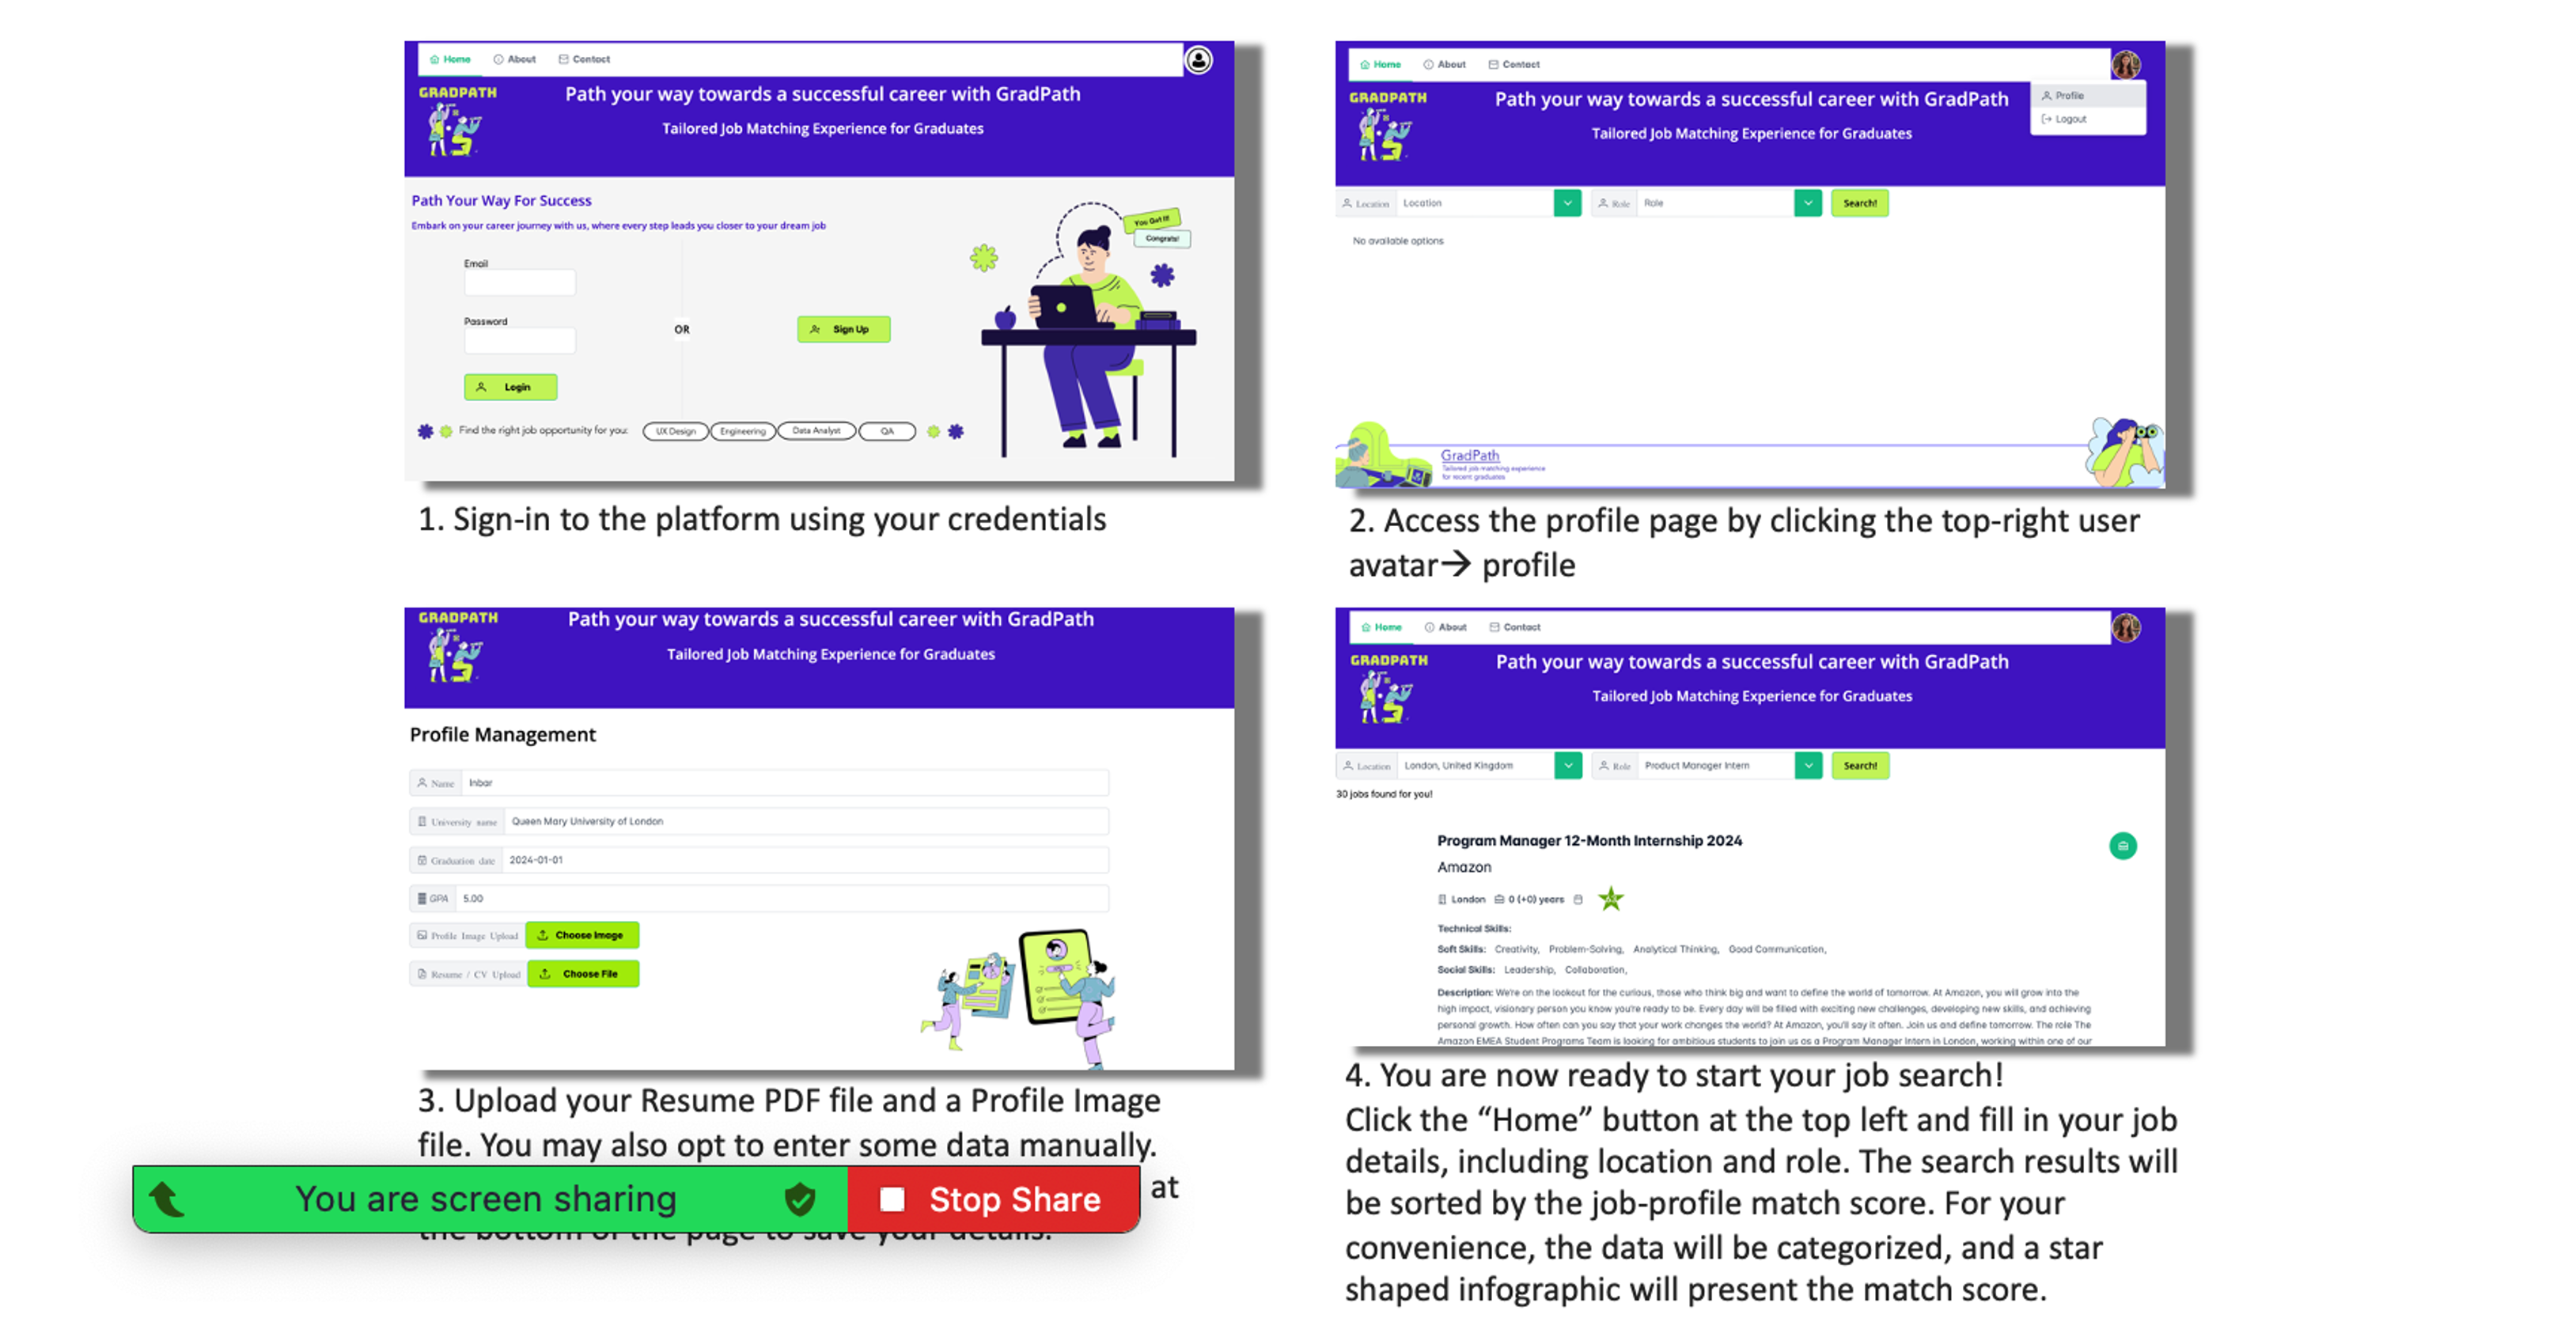 Home About Contact
GRADPATH
Path your way towards a successful career with GradPath
Tailored Job Matching Experience for Graduates
Path Your Way For Success
Embark on your career journey with us, where every step leads you closer to your dream job
You Got It!
Congrats!
Email
Password
OR
Sign Up
Login
Find the right job opportunity for you: UX Design Engineering Data Analyst QA
1. Sign-in to the platform using your credentials
Home About Contact
GRADPATH
Path your way towards a successful career with GradPath
Tailored Job Matching Experience for Graduates
Profile
Logout
Location Location Role Role Search!
No available options
GradPath
Tailored job matching experience
for recent graduates
2. Access the profile page by clicking the top-right user
avatar→ profile
GRADPATH
Path your way towards a successful career with GradPath
Tailored Job Matching Experience for Graduates
Profile Management
Name Inbar
University name Queen Mary University of London
Graduation date 2024-01-01
GPA 5.00
Profile Image Upload Choose Image
Resume / CV Upload Choose File
3. Upload your Resume PDF file and a Profile Image
file. You may also opt to enter some data manually.
at
the bottom of the page to save your details.
You are screen sharing Stop Share
Home About Contact
GRADPATH
Path your way towards a successful career with GradPath
Tailored Job Matching Experience for Graduates
Location London, United Kingdom Role Product Manager Intern Search!
30 jobs found for you!
Program Manager 12-Month Internship 2024
Amazon
London 0 (+0) years
Technical Skills:
Soft Skills: Creativity, Problem-Solving, Analytical Thinking, Good Communication,
Social Skills: Leadership, Collaboration,
Description: We're on the lookout for the curious, those who think big and want to define the world of tomorrow. At Amazon, you will grow into the
high impact, visionary person you know you're ready to be. Every day will be filled with exciting new challenges, developing new skills, and achieving
personal growth. How often can you say that your work changes the world? At Amazon, you'll say it often. Join us and define tomorrow. The role The
Amazon EMEA Student Programs Team is looking for ambitious students to join us as a Program Manager Intern in London, working within one of our
4. You are now ready to start your job search!
Click the “Home” button at the top left and fill in your job
details, including location and role. The search results will
be sorted by the job-profile match score. For your
convenience, the data will be categorized, and a star
shaped infographic will present the match score.